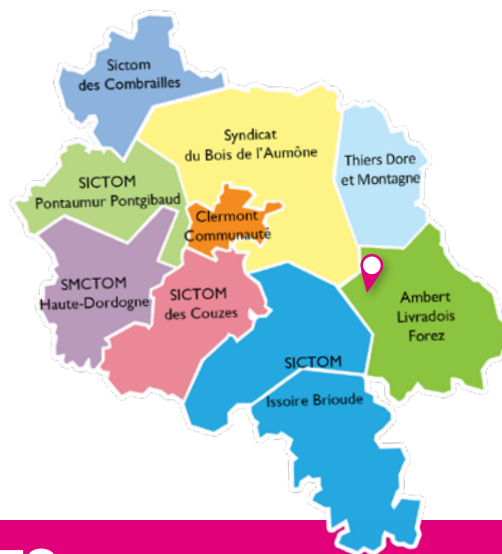 Sictom
des Combrailles
Syndicat
du Bois de l'Aumône
Thiers Dore
et Montagne
SICTOM
Pontaumur Pontgibaud
Clermont
Communauté
SMCTOM
Haute-Dordogne
SICTOM
des Couzes
Ambert
Livradois
Forez
SICTOM
Issoire Brioude